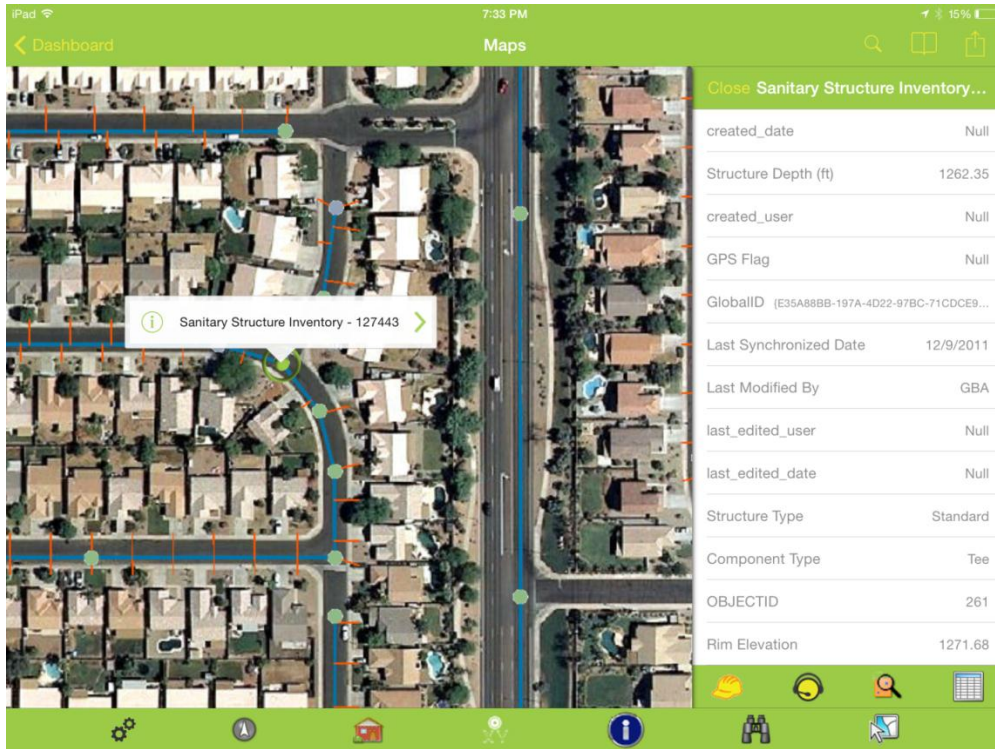 iPad 7:33 PM 15%
Dashboard Maps
Close Sanitary Structure Inventory...
created_date Null
Structure Depth (ft) 1262.35
created_user Null
GPS Flag Null
GlobalID {E35A88BB-197A-4D22-97BC-71CDCE9...
Last Synchronized Date 12/9/2011
Sanitary Structure Inventory - 127443
Last Modified By GBA
last_edited_user Null
last_edited_date Null
Structure Type Standard
Component Type Tee
OBJECTID 261
Rim Elevation 1271.68